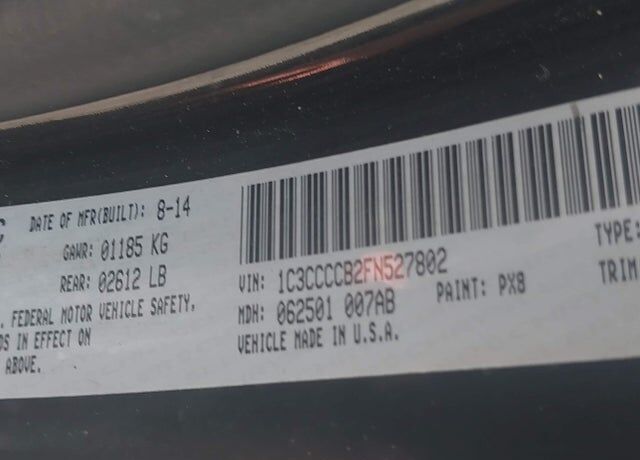 DATE OF MFR(BUILT): 8-14
GAWR: 01185 KG
REAR: 02612 LB
. FEDERAL MOTOR VEHICLE SAFETY,
DS IN EFFECT ON
ABOVE.
VIN: 1C3CCCCB2FN527802
MDH: 062501 007AB
PAINT: PX8
VEHICLE MADE IN U.S.A.
TYPE:
TRIM